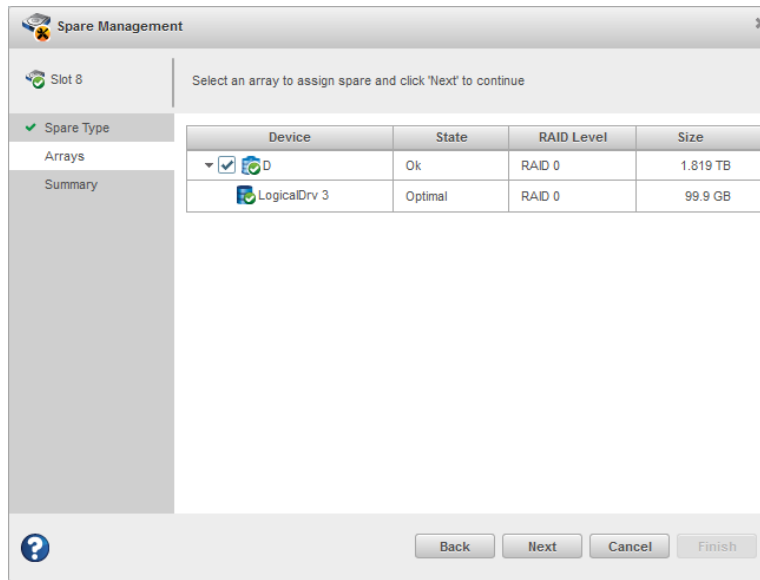 Spare Management
Slot 8
Select an array to assign spare and click 'Next' to continue
Spare Type
Arrays
Summary
Device State RAID Level Size
D Ok RAID 0 1.819 TB
LogicalDrv 3 Optimal RAID 0 99.9 GB
? Back Next Cancel Finish